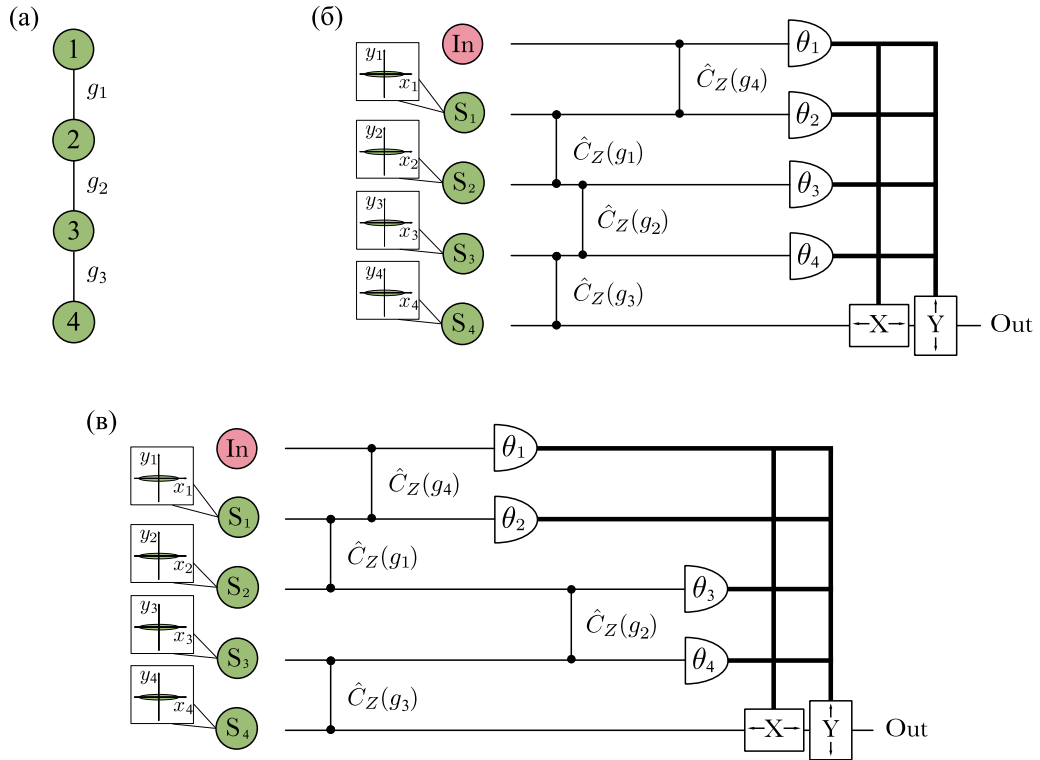 (а)
1
g₁
2
g₂
3
g₃
4
(б)
In
θ₁
y₁
x₁
Ĉ_Z(g₄)
S₁
θ₂
y₂
x₂
Ĉ_Z(g₁)
S₂
θ₃
y₃
x₃
Ĉ_Z(g₂)
S₃
θ₄
y₄
x₄
Ĉ_Z(g₃)
S₄
X
Y
Out
(в)
In
θ₁
y₁
x₁
Ĉ_Z(g₄)
S₁
θ₂
y₂
x₂
Ĉ_Z(g₁)
S₂
θ₃
y₃
x₃
Ĉ_Z(g₂)
S₃
θ₄
y₄
x₄
Ĉ_Z(g₃)
S₄
X
Y
Out